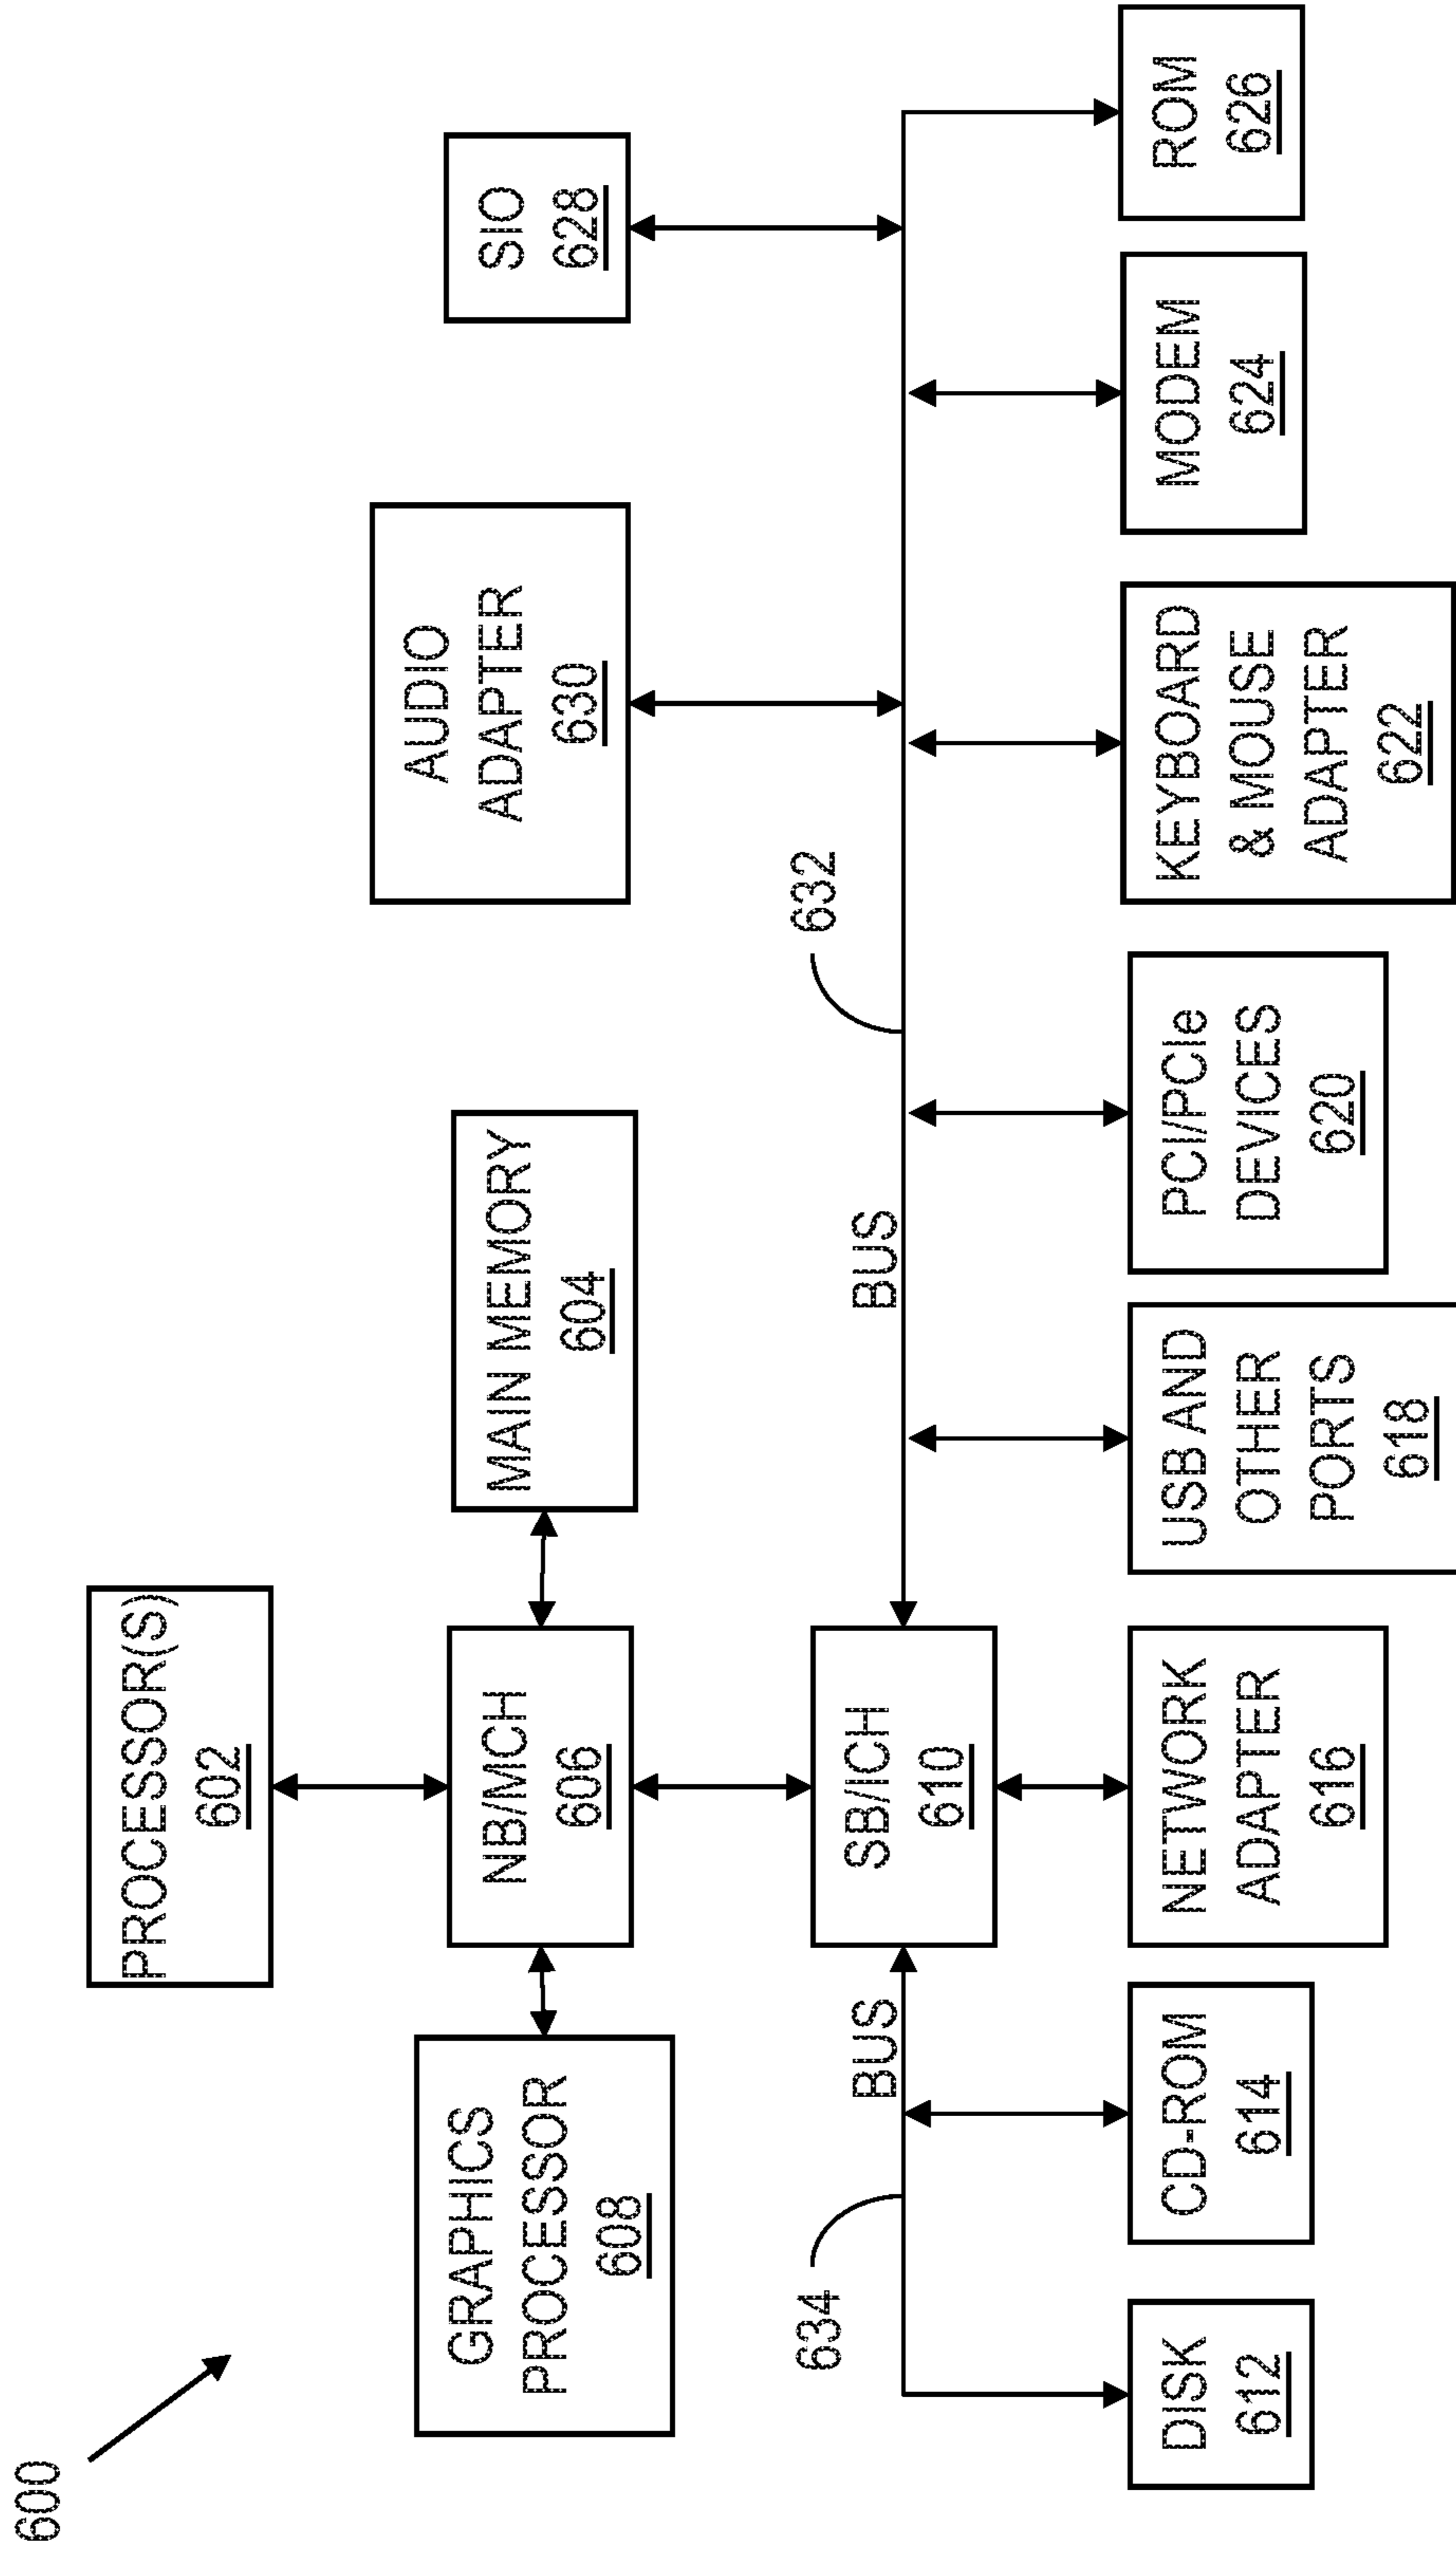 600
PROCESSOR(S)
602
GRAPHICS
PROCESSOR
608
NB/MCH
606
MAIN MEMORY
604
AUDIO
ADAPTER
630
SIO
628
634
BUS
SB/ICH
610
BUS
632
DISK
612
CD-ROM
614
NETWORK
ADAPTER
616
USB AND
OTHER
PORTS
618
PCI/PCIe
DEVICES
620
KEYBOARD
& MOUSE
ADAPTER
622
MODEM
624
ROM
626